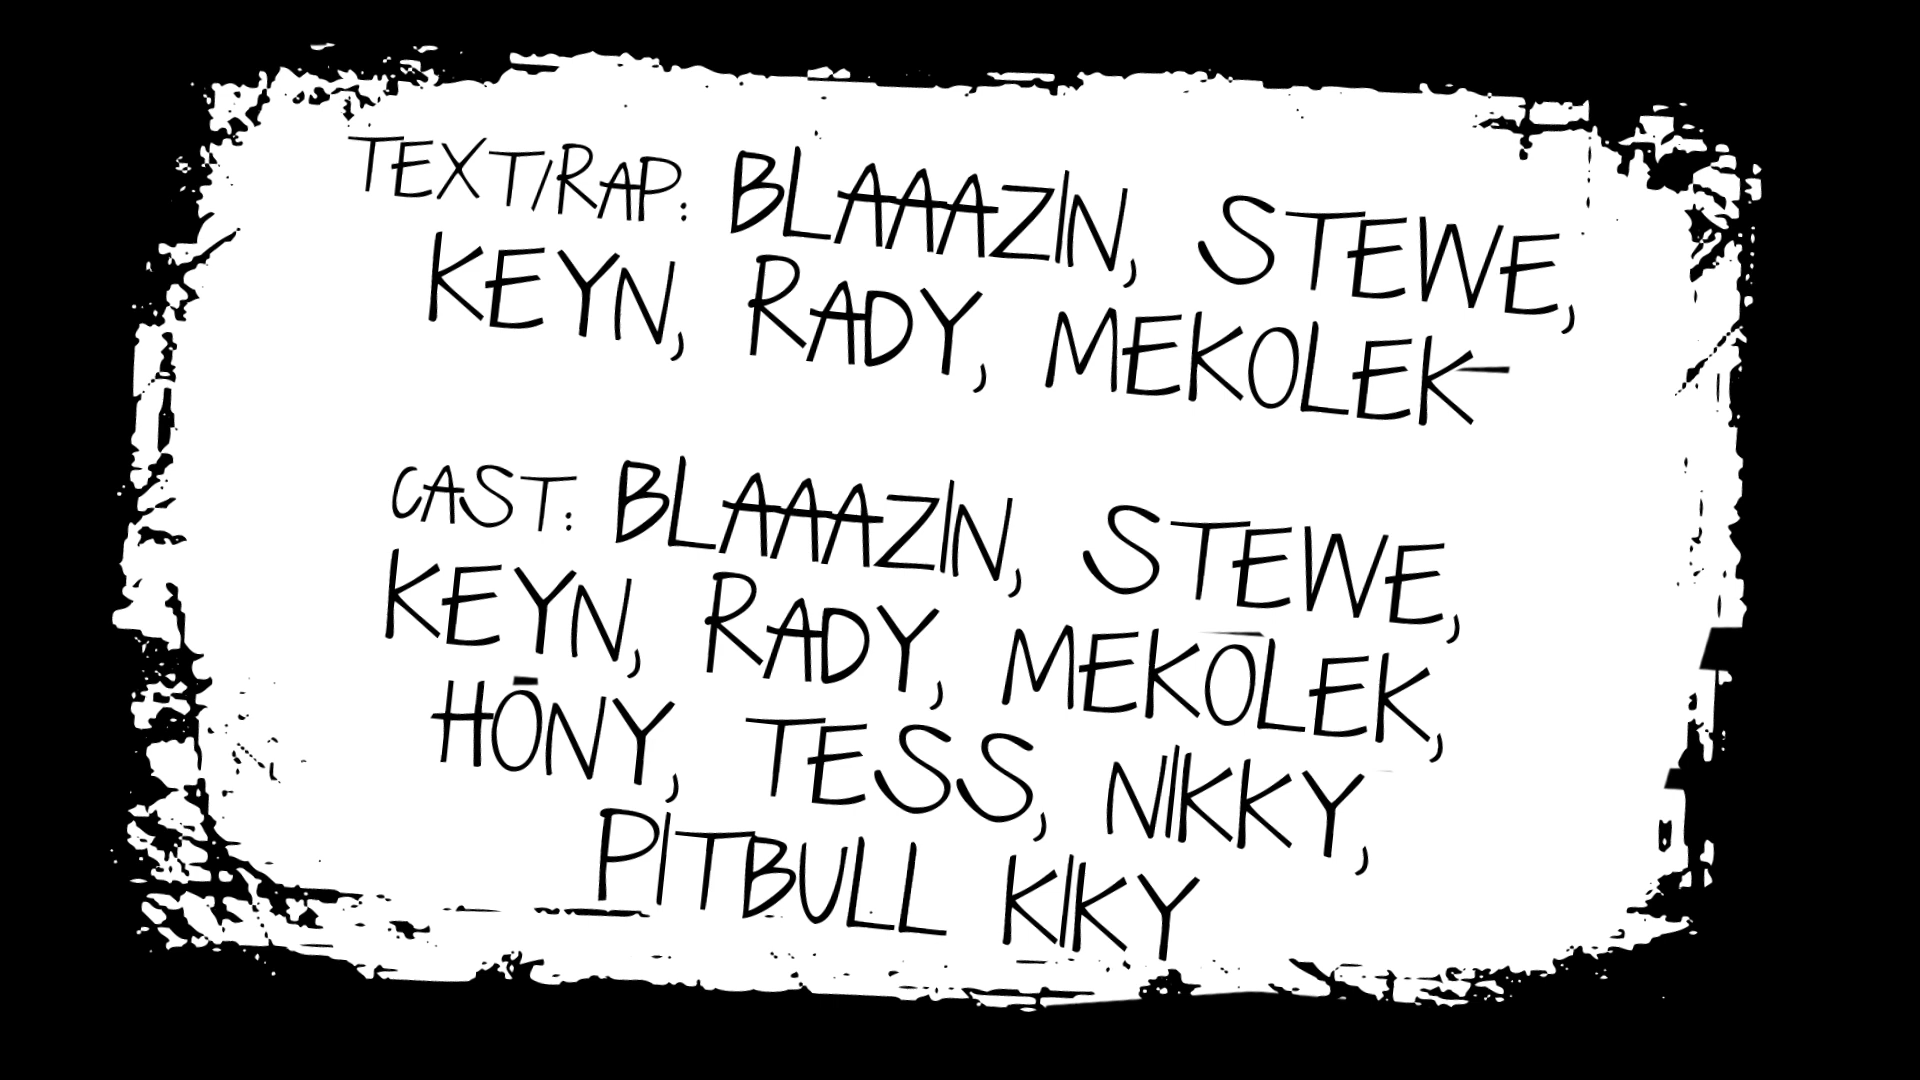 TEXT/RAP: BLAAAZIN, STEWE,
KEYN, RADY, MEKOLEK
CAST: BLAAAZIN, STEWE,
KEYN, RADY, MEKOLEK,
HONY, TESS, NIKKY,
PITBULL KIKY